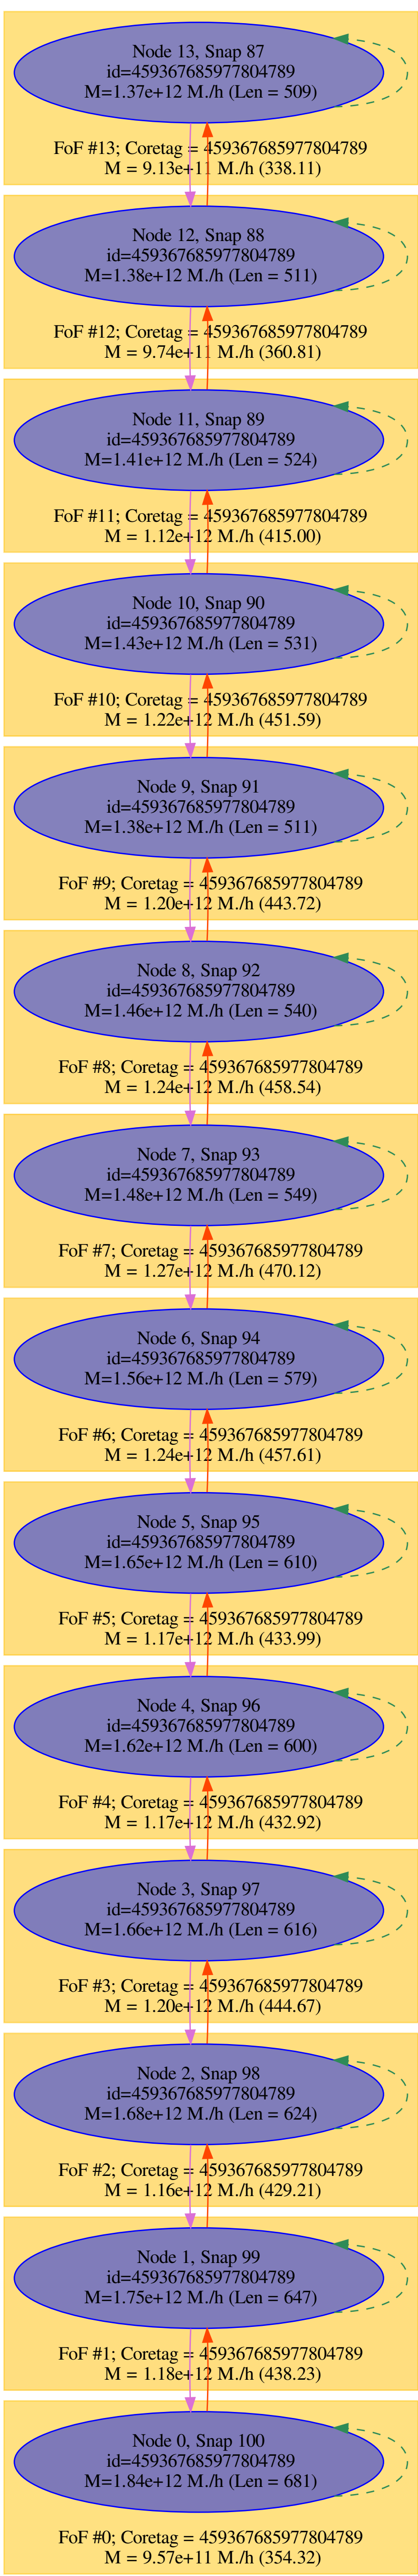 Node 13, Snap 87
id=459367685977804789
M=1.37e+12 M./h (Len = 509)
FoF #13; Coretag = 459367685977804789
M = 9.13e+11 M./h (338.11)
Node 12, Snap 88
id=459367685977804789
M=1.38e+12 M./h (Len = 511)
FoF #12; Coretag = 459367685977804789
M = 9.74e+11 M./h (360.81)
Node 11, Snap 89
id=459367685977804789
M=1.41e+12 M./h (Len = 524)
FoF #11; Coretag = 459367685977804789
M = 1.12e+12 M./h (415.00)
Node 10, Snap 90
id=459367685977804789
M=1.43e+12 M./h (Len = 531)
FoF #10; Coretag = 459367685977804789
M = 1.22e+12 M./h (451.59)
Node 9, Snap 91
id=459367685977804789
M=1.38e+12 M./h (Len = 511)
FoF #9; Coretag = 459367685977804789
M = 1.20e+12 M./h (443.72)
Node 8, Snap 92
id=459367685977804789
M=1.46e+12 M./h (Len = 540)
FoF #8; Coretag = 459367685977804789
M = 1.24e+12 M./h (458.54)
Node 7, Snap 93
id=459367685977804789
M=1.48e+12 M./h (Len = 549)
FoF #7; Coretag = 459367685977804789
M = 1.27e+12 M./h (470.12)
Node 6, Snap 94
id=459367685977804789
M=1.56e+12 M./h (Len = 579)
FoF #6; Coretag = 459367685977804789
M = 1.24e+12 M./h (457.61)
Node 5, Snap 95
id=459367685977804789
M=1.65e+12 M./h (Len = 610)
FoF #5; Coretag = 459367685977804789
M = 1.17e+12 M./h (433.99)
Node 4, Snap 96
id=459367685977804789
M=1.62e+12 M./h (Len = 600)
FoF #4; Coretag = 459367685977804789
M = 1.17e+12 M./h (432.92)
Node 3, Snap 97
id=459367685977804789
M=1.66e+12 M./h (Len = 616)
FoF #3; Coretag = 459367685977804789
M = 1.20e+12 M./h (444.67)
Node 2, Snap 98
id=459367685977804789
M=1.68e+12 M./h (Len = 624)
FoF #2; Coretag = 459367685977804789
M = 1.16e+12 M./h (429.21)
Node 1, Snap 99
id=459367685977804789
M=1.75e+12 M./h (Len = 647)
FoF #1; Coretag = 459367685977804789
M = 1.18e+12 M./h (438.23)
Node 0, Snap 100
id=459367685977804789
M=1.84e+12 M./h (Len = 681)
FoF #0; Coretag = 459367685977804789
M = 9.57e+11 M./h (354.32)